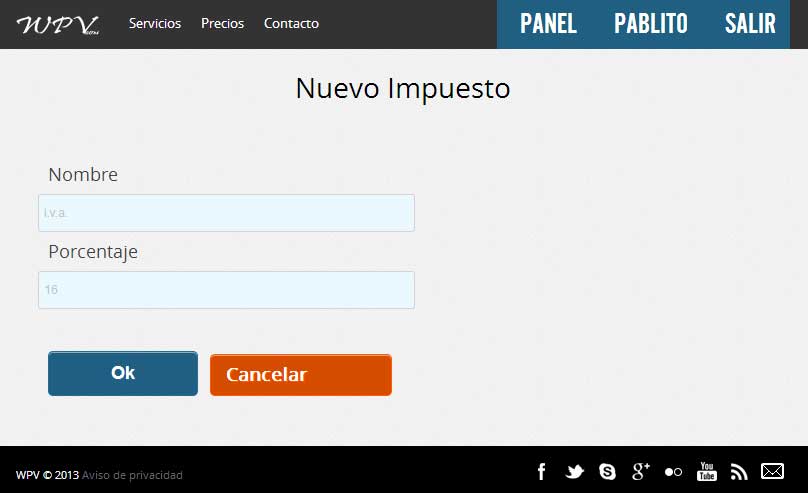 WPV.com Servicios Precios Contacto PANEL PABLITO SALIR
Nuevo Impuesto
Nombre
i.v.a.
Porcentaje
16
Ok Cancelar
WPV © 2013 Aviso de privacidad f g+ You Tube